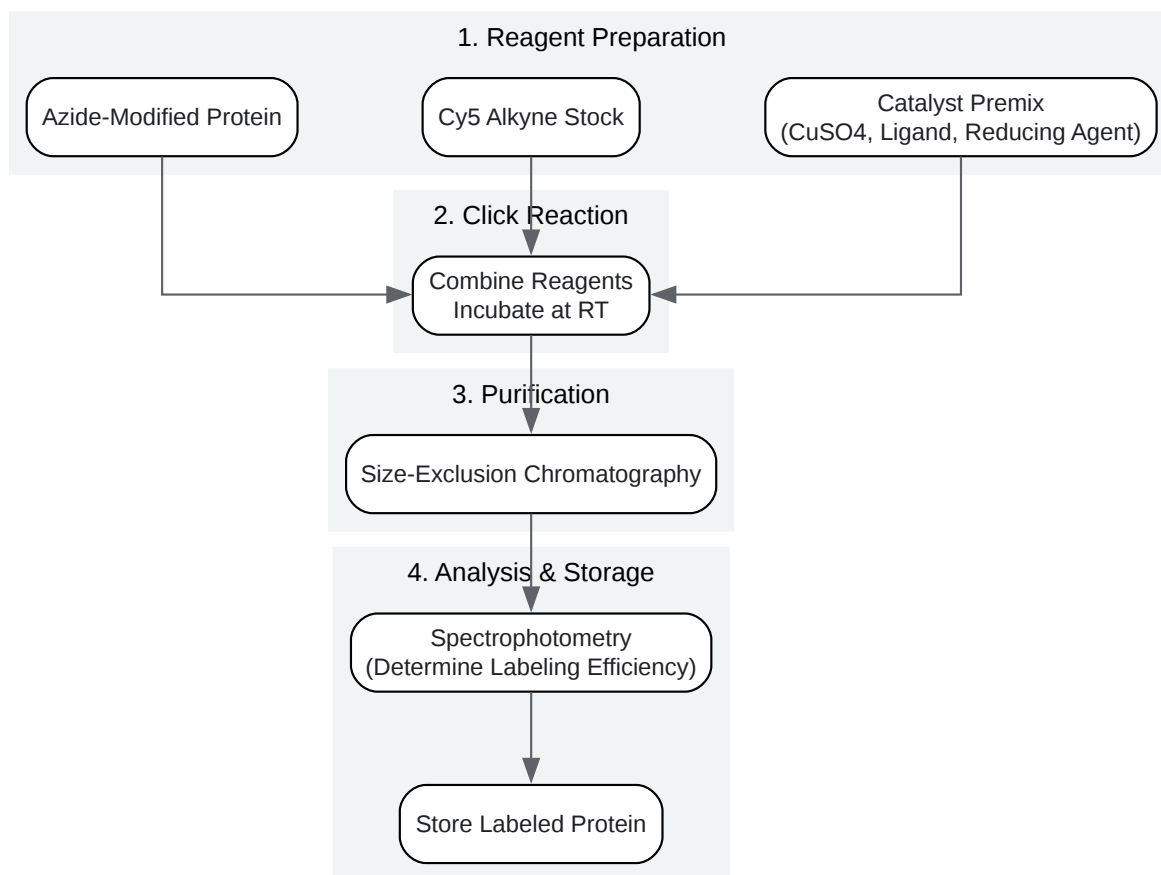 1. Reagent Preparation
Azide-Modified Protein
Cy5 Alkyne Stock
Catalyst Premix
(CuSO4, Ligand, Reducing Agent)
2. Click Reaction
Combine Reagents
Incubate at RT
3. Purification
Size-Exclusion Chromatography
4. Analysis & Storage
Spectrophotometry
(Determine Labeling Efficiency)
Store Labeled Protein